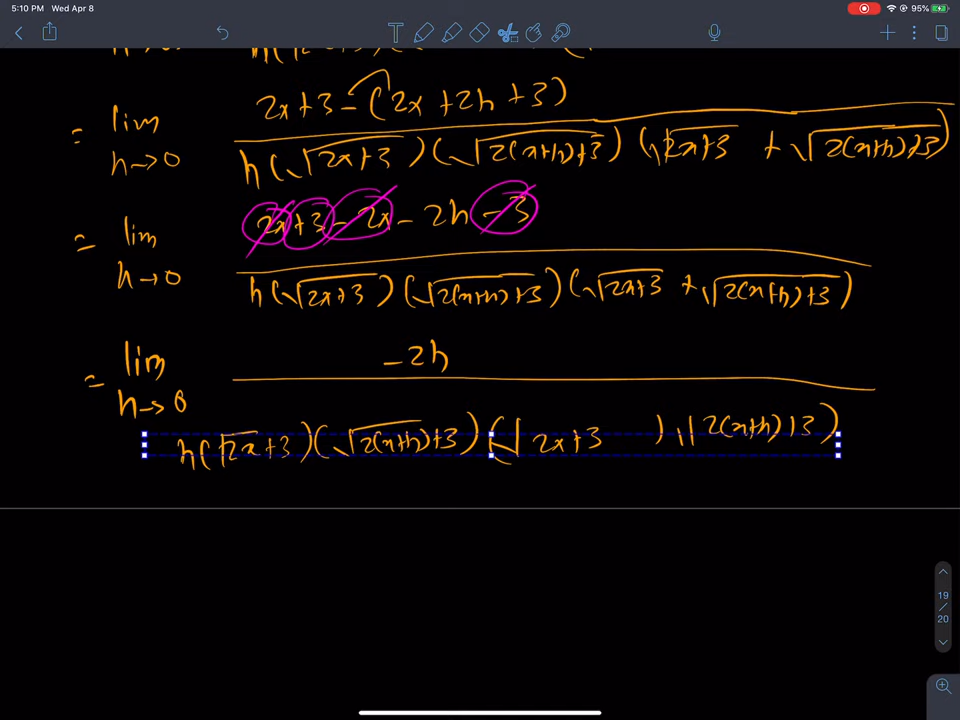 5:10 PM Wed Apr 8 95%
= lim h→0 2x+3-(2x+2h+3) / h(√2x+3)(√2(x+h)+3)(√2x+3 + √2(x+h)+3)
= lim h→0 2x+3-2x-2h-3 / h(√2x+3)(√2(x+h)+3)(√2x+3 + √2(x+h)+3)
= lim h→0 -2h / h(√2x+3)(√2(x+h)+3)(√2x+3 ) 2(x+h)+3)
19
/
20